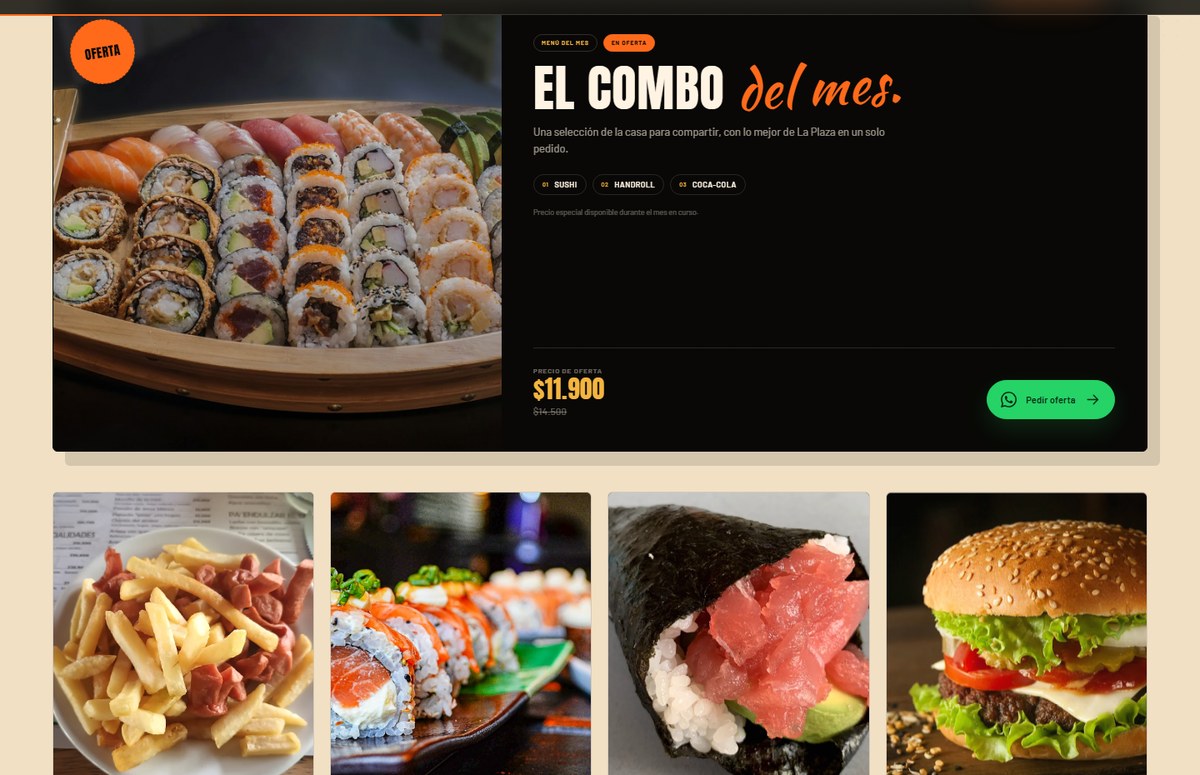 OFERTA
MENÚ DEL MES
EN OFERTA
EL COMBO del mes.
Una selección de la casa para compartir, con lo mejor de La Plaza en un solo
pedido.
01 SUSHI
02 HANDROLL
03 COCA-COLA
Precio especial disponible durante el mes en curso.
PRECIO DE OFERTA
$11.900
$14.500
Pedir oferta